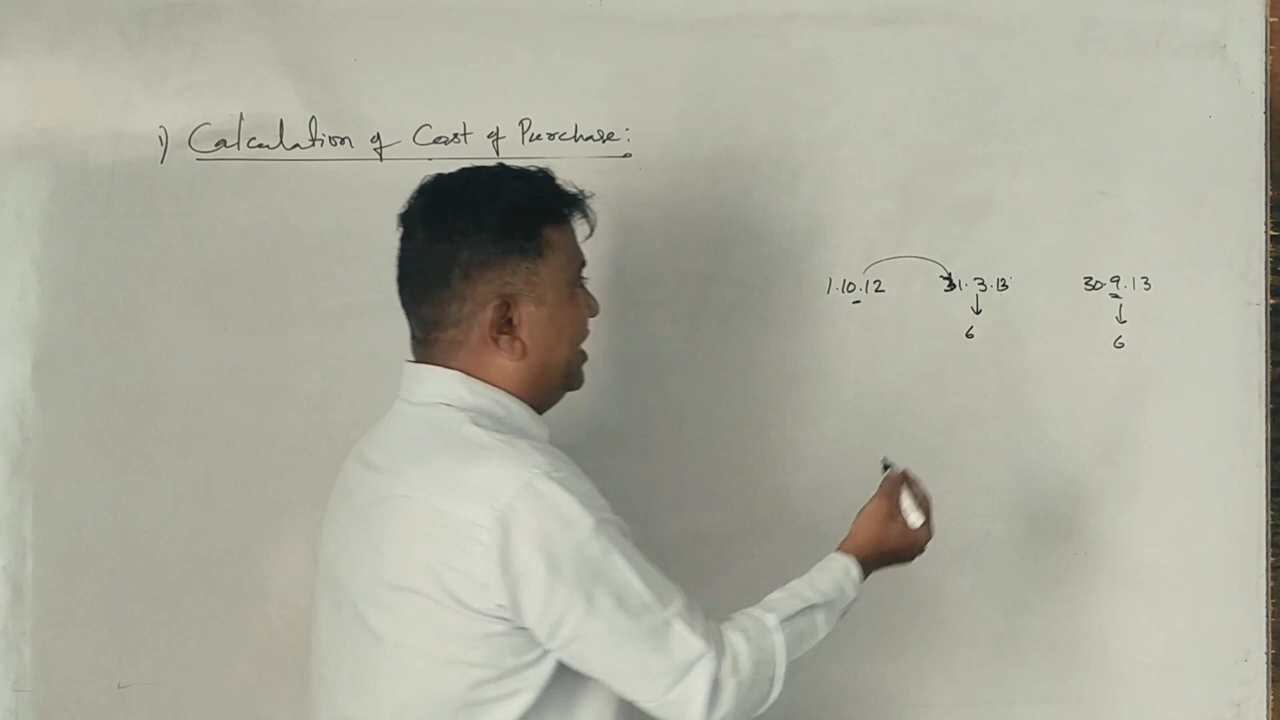 1) Calculation of Cost of Purchase:
1.10.12 31.3.13 30.9.13
↓ ↓
6 6